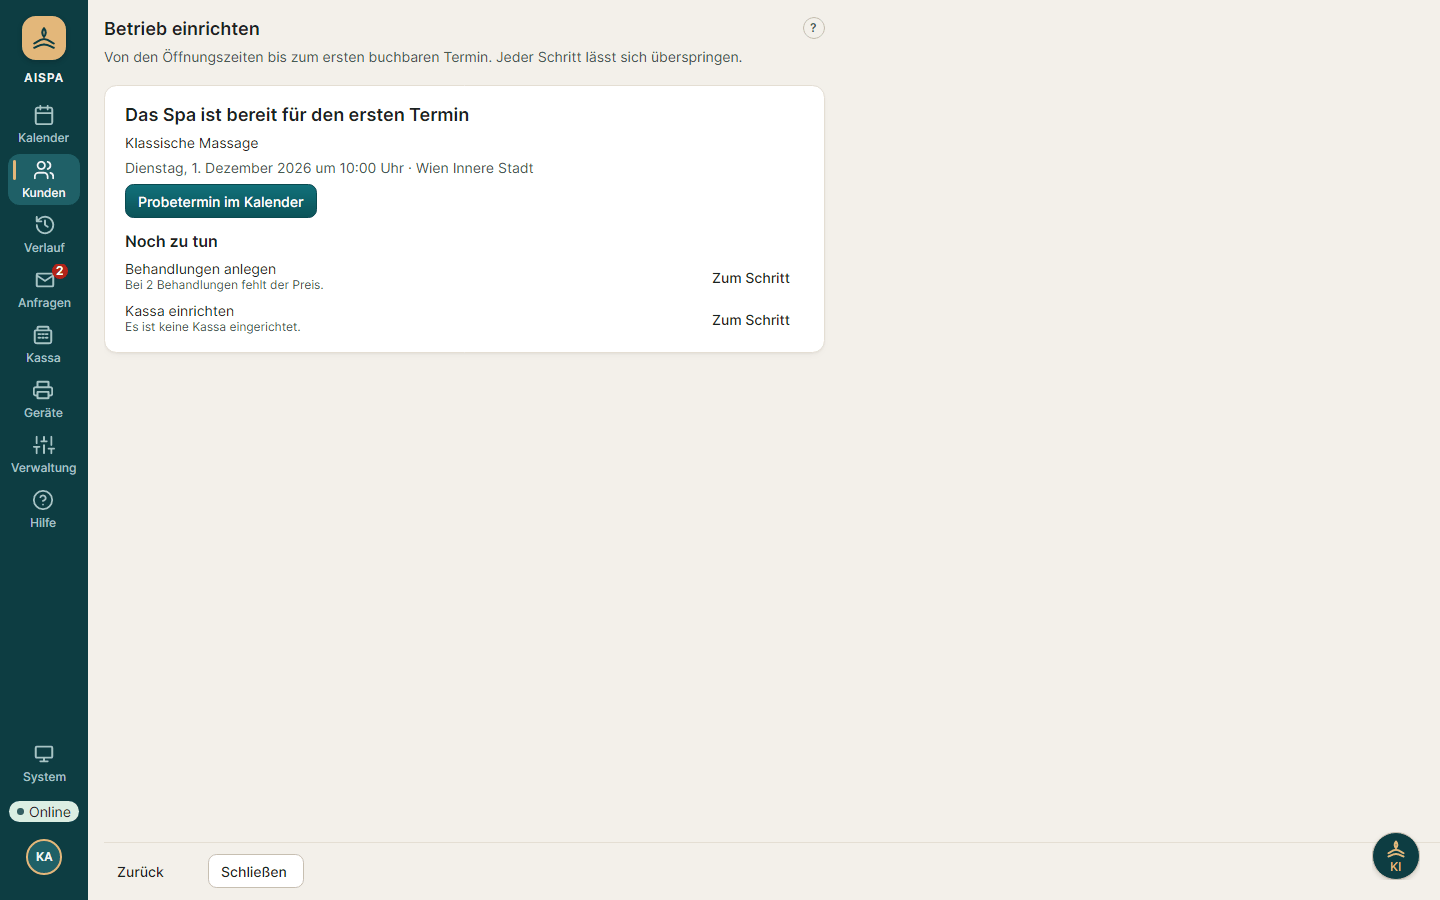 AISPA
Kalender
Kunden
Verlauf
2
Anfragen
Kassa
Geräte
Verwaltung
Hilfe
System
Online
KA
Betrieb einrichten
?
Von den Öffnungszeiten bis zum ersten buchbaren Termin. Jeder Schritt lässt sich überspringen.
Das Spa ist bereit für den ersten Termin
Klassische Massage
Dienstag, 1. Dezember 2026 um 10:00 Uhr · Wien Innere Stadt
Probetermin im Kalender
Noch zu tun
Behandlungen anlegen
Bei 2 Behandlungen fehlt der Preis.
Zum Schritt
Kassa einrichten
Es ist keine Kassa eingerichtet.
Zum Schritt
Zurück
Schließen
KI